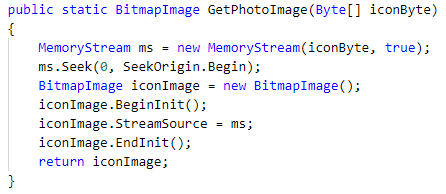 public static BitmapImage GetPhotoImage(Byte[] iconByte)
{
    MemoryStream ms = new MemoryStream(iconByte, true);
    ms.Seek(0, SeekOrigin.Begin);
    BitmapImage iconImage = new BitmapImage();
    iconImage.BeginInit();
    iconImage.StreamSource = ms;
    iconImage.EndInit();
    return iconImage;
}